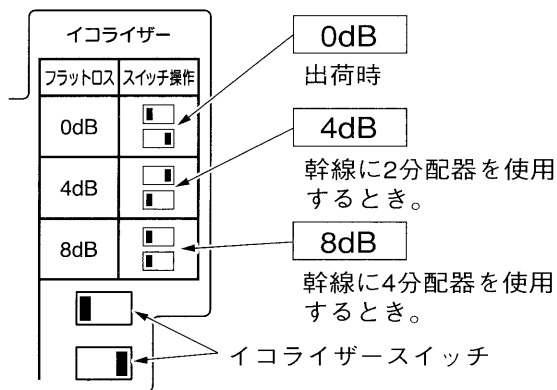 イコライザー
フラットロス スイッチ操作
0dB
4dB
8dB
0dB
出荷時
4dB
幹線に2分配器を使用
するとき。
8dB
幹線に4分配器を使用
するとき。
イコライザースイッチ